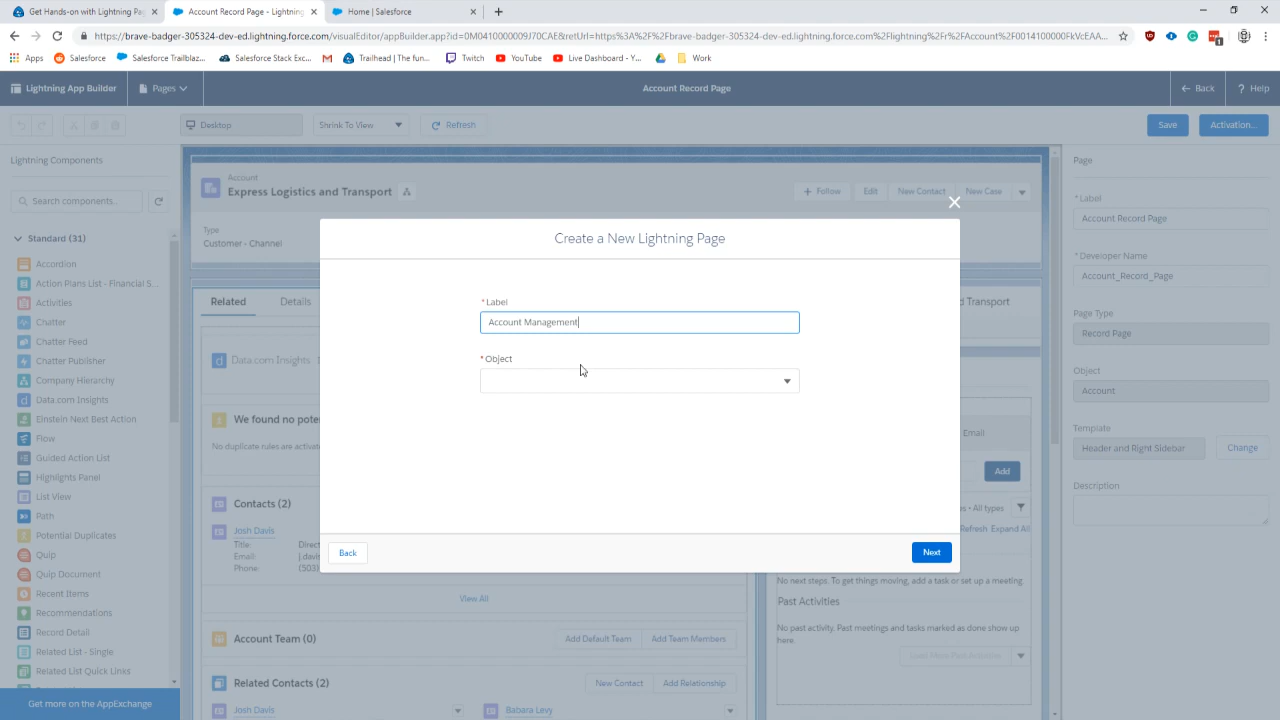 Get Hands-on with Lightning Pag
Account Record Page - Lightning
Home | Salesforce
https://brave-badger-305324-dev-ed.lightning.force.com/visualEditor/appBuilder.app?id=0M0410000009J70CAE&retUrl=https%3A%2F%2Fbrave-badger-305324-dev-ed.lightning.force.com%2Flightning%2Fr%2FAccount%2F0014100000FkVcEAA...
Apps
Salesforce
Salesforce Trailblaz...
Salesforce Stack Exc...
Trailhead | The fun...
Twitch
YouTube
Live Dashboard - Y...
Work
Lightning App Builder
Pages
Account Record Page
Back
? Help
Desktop
Shrink To View
Refresh
Save
Activation...
Lightning Components
Search components...
Standard (31)
Accordion
Action Plans List - Financial S...
Activities
Chatter
Chatter Feed
Chatter Publisher
Company Hierarchy
Data.com Insights
Einstein Next Best Action
Flow
Guided Action List
Highlights Panel
List View
Path
Potential Duplicates
Quip
Quip Document
Recent Items
Recommendations
Record Detail
Related List - Single
Related List Quick Links
Get more on the AppExchange
Account
Express Logistics and Transport
+ Follow
Edit
New Contact
New Case
Type
Customer - Channel
Related
Details
d Transport
Data.com Insights
We found no pote
No duplicate rules are activat
Contacts (2)
Josh Davis
Title:
Direct
Email:
j.davis
Phone:
(503)
View All
Account Team (0)
Add Default Team
Add Team Members
Related Contacts (2)
New Contact
Add Relationship
Josh Davis
Babara Levy
Create a New Lightning Page
*Label
Account Management
*Object
Back
Next
Email
Add
es • All types
Refresh Expand All
No next steps. To get things moving, add a task or set up a meeting
Past Activities
No past activity. Past meetings and tasks marked as done show up
here.
Load More Past Activities
Page
*Label
Account Record Page
*Developer Name
Account_Record_Page
Page Type
Record Page
Object
Account
Template
Header and Right Sidebar
Change
Description